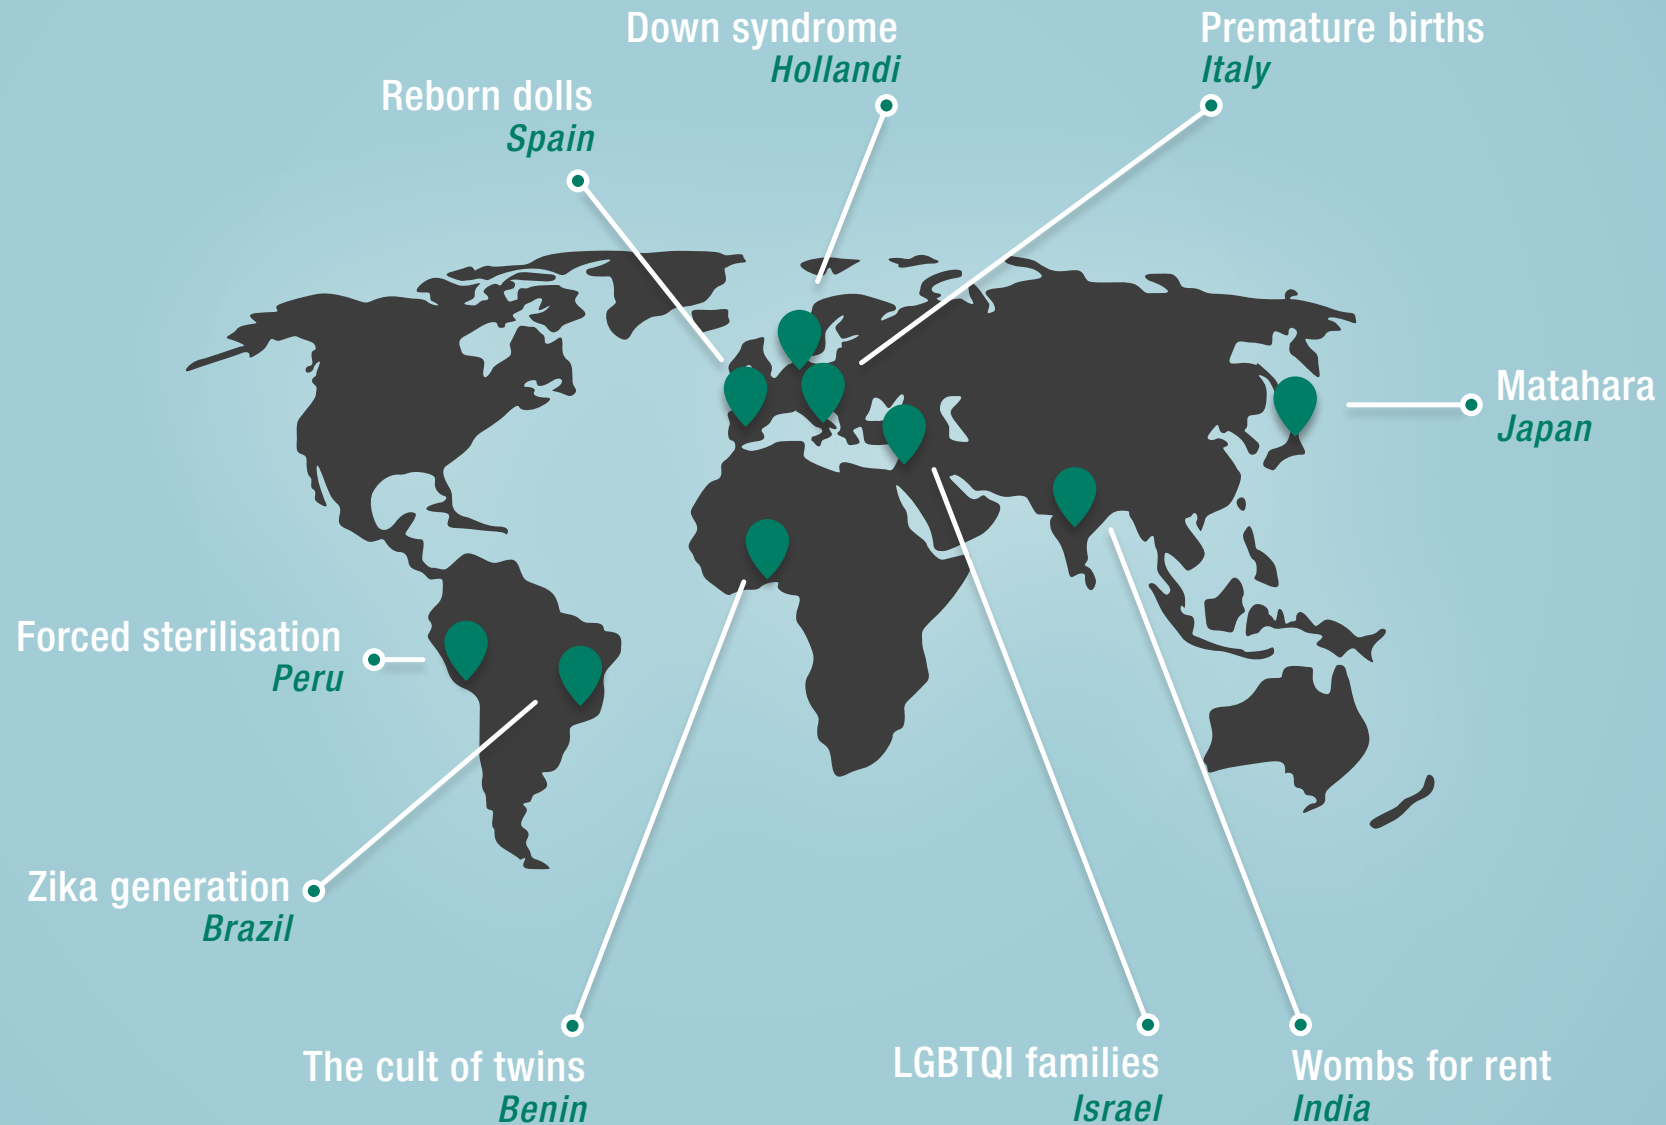 Down syndrome
Hollandi
Premature births
Italy
Reborn dolls
Spain
Matahara
Japan
Forced sterilisation
Peru
Zika generation
Brazil
The cult of twins
Benin
LGBTQI families
Israel
Wombs for rent
India